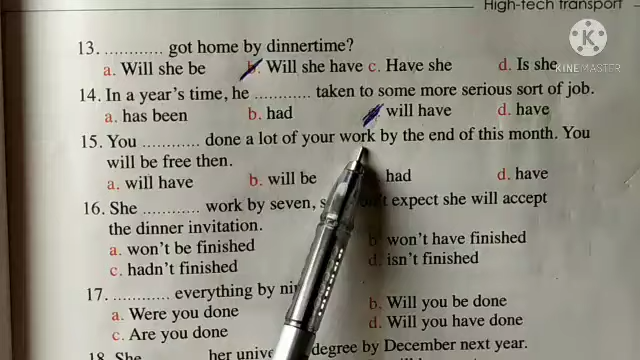 High-tech transport
KINEMASTER
13. ............ got home by dinnertime?
a. Will she be b. Will she have c. Have she d. Is she
14. In a year's time, he ............ taken to some more serious sort of job.
a. has been b. had will have d. have
15. You ............ done a lot of your work by the end of this month. You
will be free then.
a. will have b. will be had d. have
16. She ............ work by seven, expect she will accept
the dinner invitation.
a. won't be finished b. won't have finished
c. hadn't finished d. isn't finished
17. ............ everything by
a. Were you done b. Will you be done
c. Are you done d. Will you have done
18. She ............ her degree by December next year.